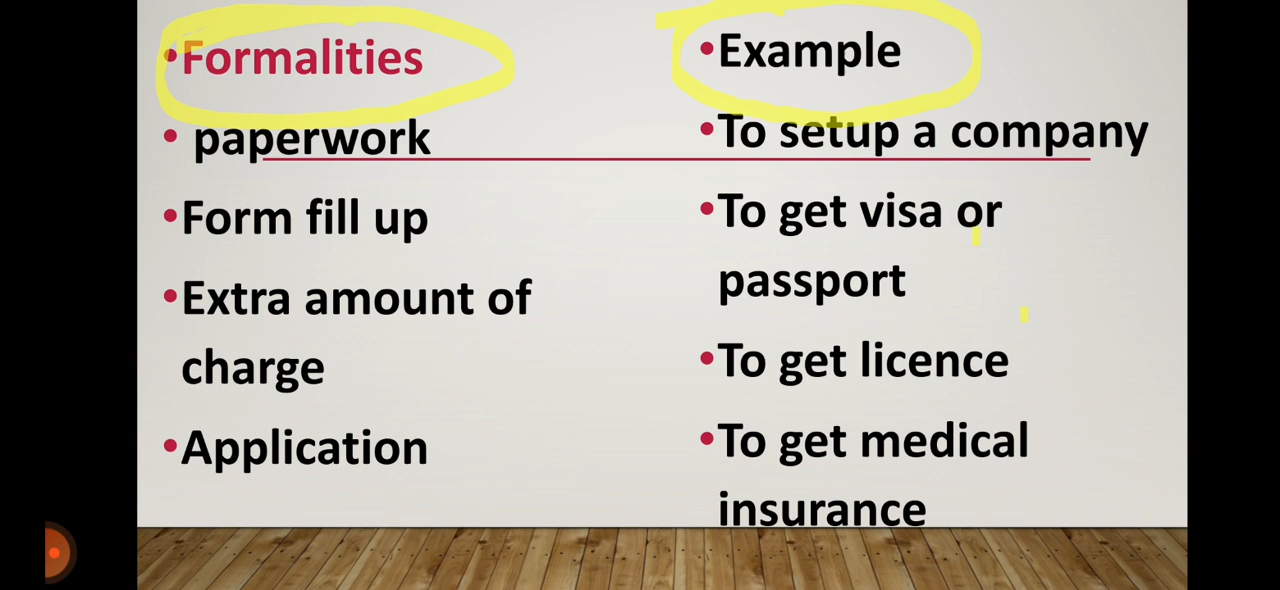 •Formalities
• paperwork
•Form fill up
•Extra amount of
charge
•Application
•Example
•To setup a company
•To get visa or
passport
•To get licence
•To get medical
insurance